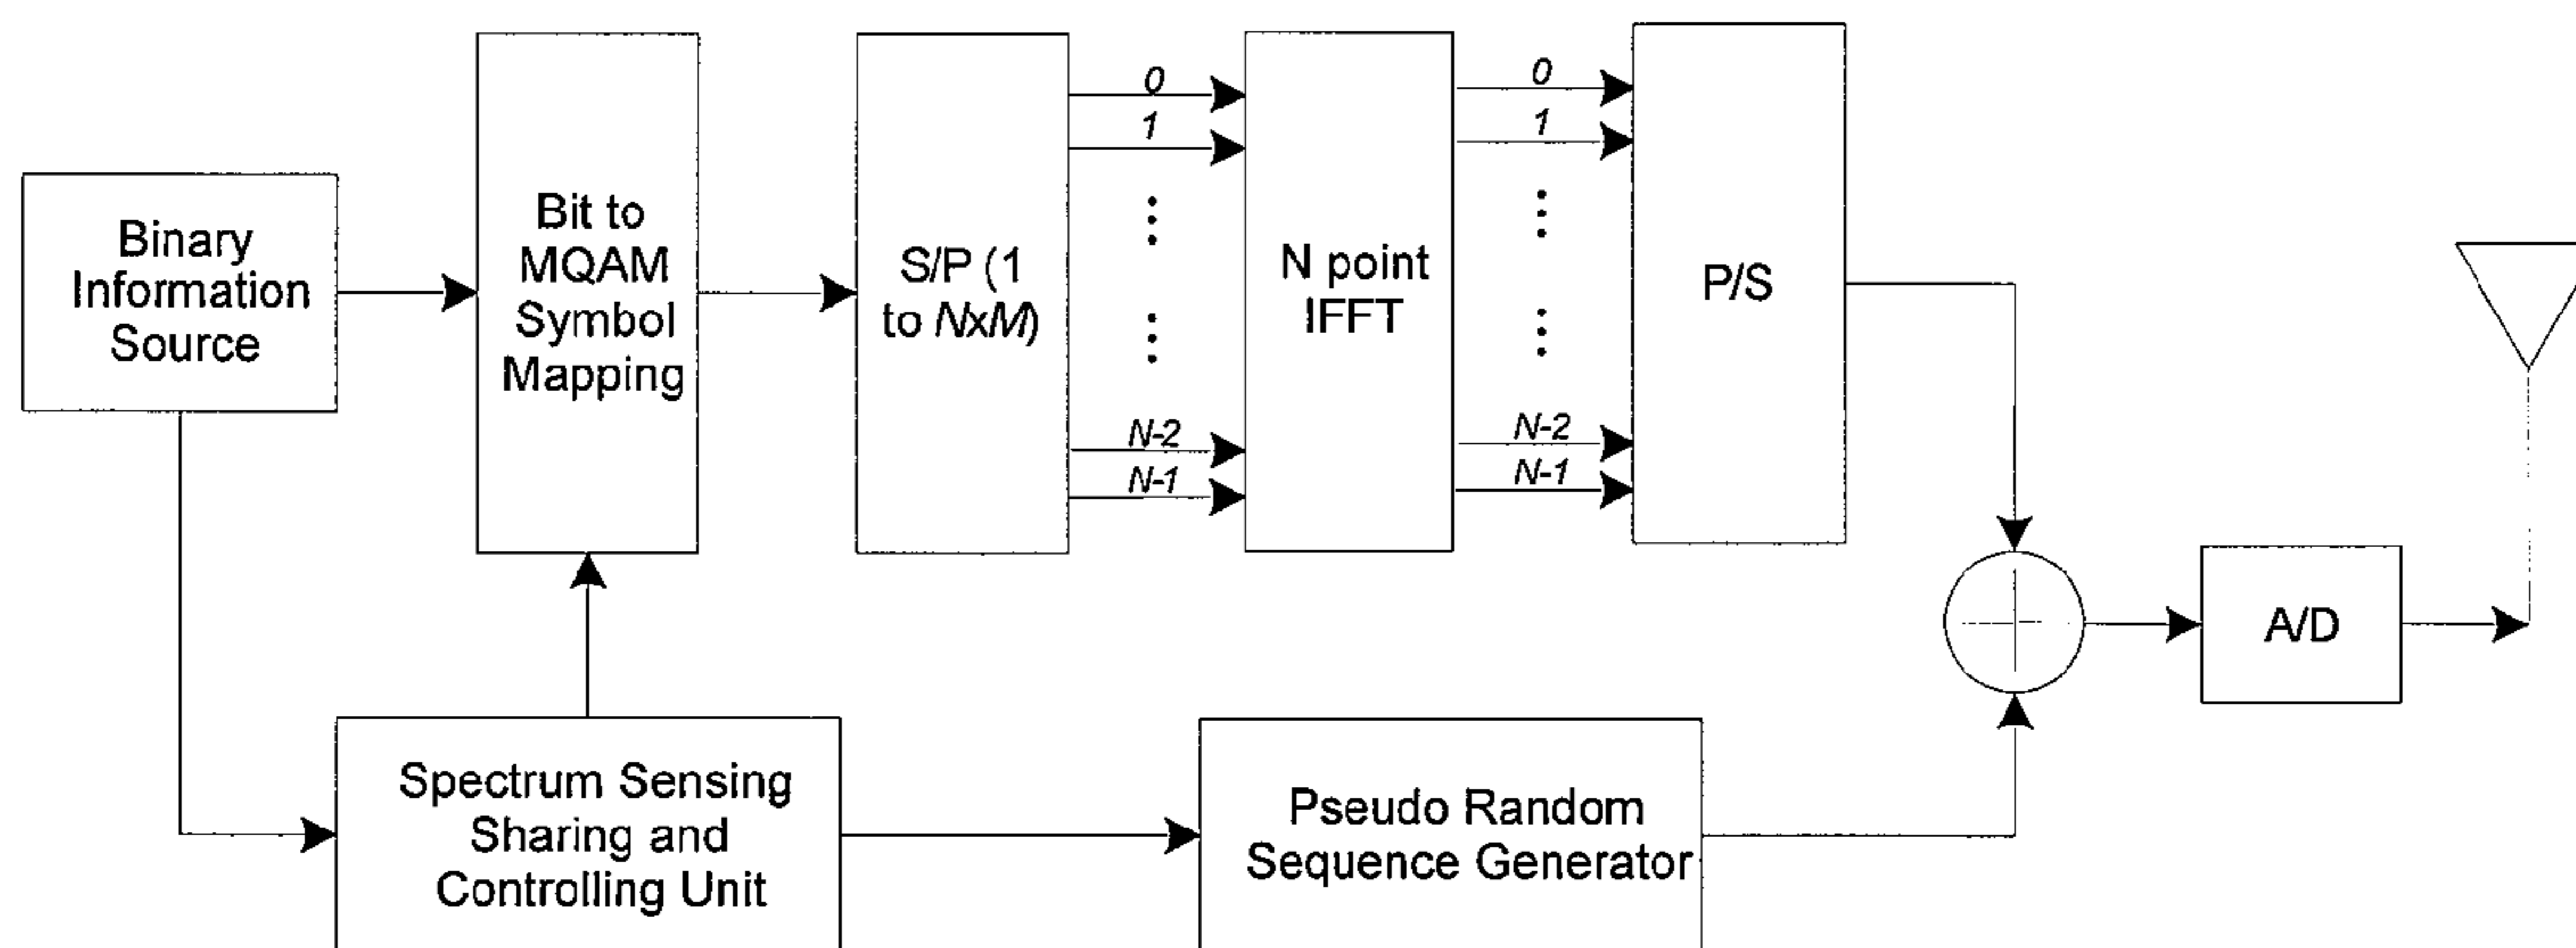 Binary
Information
Source
Bit to
MQAM
Symbol
Mapping
S/P (1
to NxM)
0
1
N-2
N-1
N point
IFFT
0
1
N-2
N-1
P/S
A/D
Spectrum Sensing
Sharing and
Controlling Unit
Pseudo Random
Sequence Generator